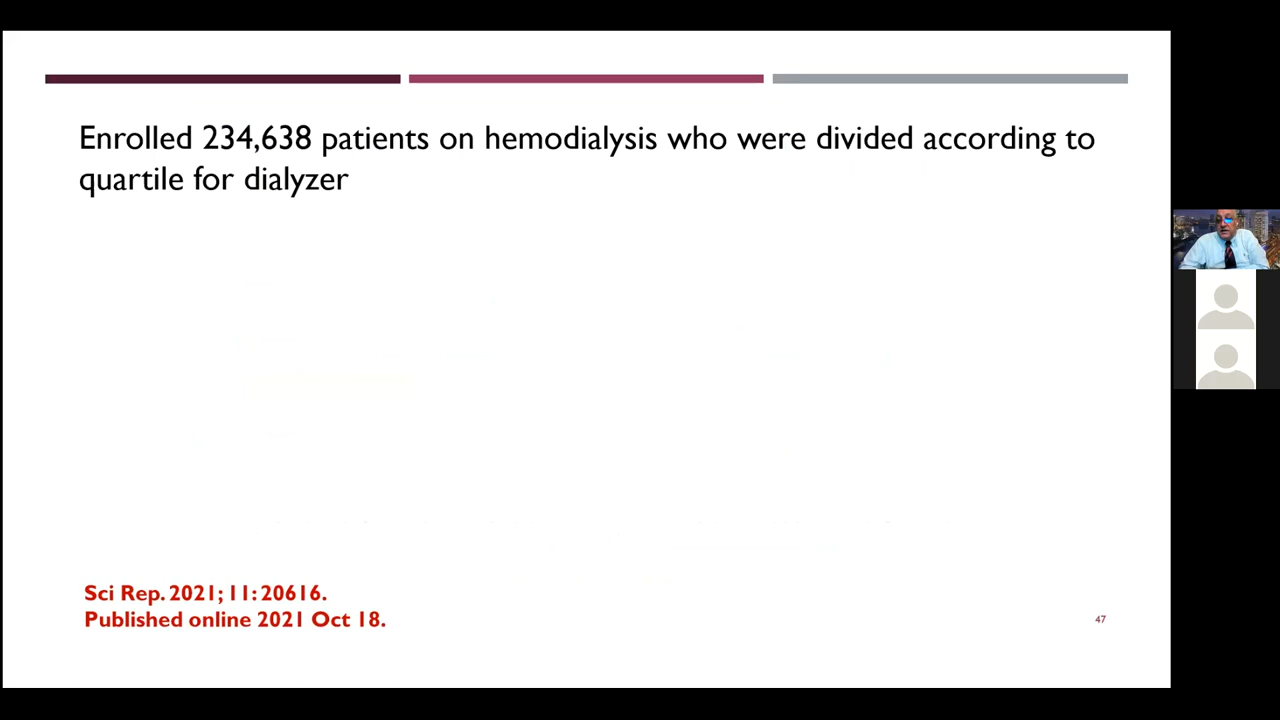 Enrolled 234,638 patients on hemodialysis who were divided according to
quartile for dialyzer
Sci Rep. 2021; 11: 20616.
Published online 2021 Oct 18.
47